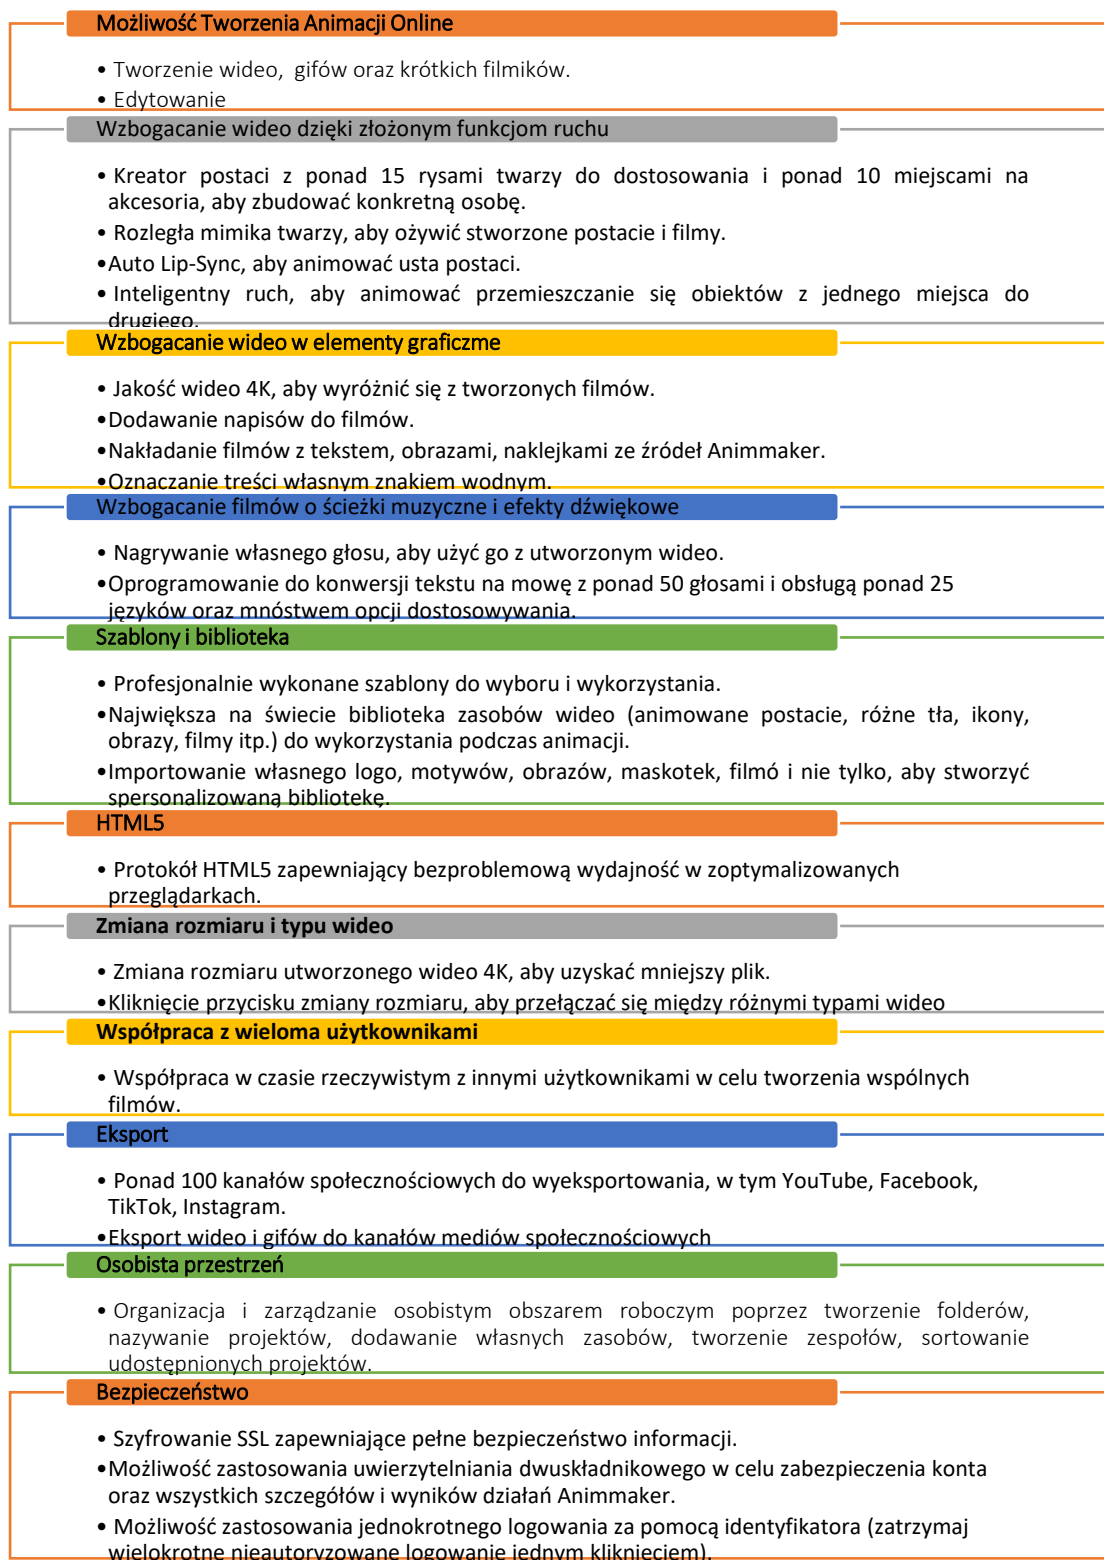 Możliwość Tworzenia Animacji Online
• Tworzenie wideo, gifów oraz krótkich filmików.
• Edytowanie
Wzbogacanie wideo dzięki złożonym funkcjom ruchu
• Kreator postaci z ponad 15 rysami twarzy do dostosowania i ponad 10 miejscami na
akcesoria, aby zbudować konkretną osobę.
• Rozległa mimika twarzy, aby ożywić stworzone postacie i filmy.
•Auto Lip-Sync, aby animować usta postaci.
• Inteligentny ruch, aby animować przemieszczanie się obiektów z jednego miejsca do
drugiego.
Wzbogacanie wideo w elementy graficzme
• Jakość wideo 4K, aby wyróżnić się z tworzonych filmów.
•Dodawanie napisów do filmów.
•Nakładanie filmów z tekstem, obrazami, naklejkami ze źródeł Animmaker.
•Oznaczanie treści własnym znakiem wodnym.
Wzbogacanie filmów o ścieżki muzyczne i efekty dźwiękowe
• Nagrywanie własnego głosu, aby użyć go z utworzonym wideo.
•Oprogramowanie do konwersji tekstu na mowę z ponad 50 głosami i obsługą ponad 25
języków oraz mnóstwem opcji dostosowywania.
Szablony i biblioteka
• Profesjonalnie wykonane szablony do wyboru i wykorzystania.
•Największa na świecie biblioteka zasobów wideo (animowane postacie, różne tła, ikony,
obrazy, filmy itp.) do wykorzystania podczas animacji.
•Importowanie własnego logo, motywów, obrazów, maskotek, filmó i nie tylko, aby stworzyć
spersonalizowaną bibliotekę.
HTML5
• Protokół HTML5 zapewniający bezproblemową wydajność w zoptymalizowanych
przeglądarkach.
Zmiana rozmiaru i typu wideo
• Zmiana rozmiaru utworzonego wideo 4K, aby uzyskać mniejszy plik.
•Kliknięcie przycisku zmiany rozmiaru, aby przełączać się między różnymi typami wideo
Współpraca z wieloma użytkownikami
• Współpraca w czasie rzeczywistym z innymi użytkownikami w celu tworzenia wspólnych
filmów.
Eksport
• Ponad 100 kanałów społecznościowych do wyeksportowania, w tym YouTube, Facebook,
TikTok, Instagram.
•Eksport wideo i gifów do kanałów mediów społecznościowych
Osobista przestrzeń
• Organizacja i zarządzanie osobistym obszarem roboczym poprzez tworzenie folderów,
nazywanie projektów, dodawanie własnych zasobów, tworzenie zespołów, sortowanie
udostępnionych projektów.
Bezpieczeństwo
• Szyfrowanie SSL zapewniające pełne bezpieczeństwo informacji.
•Możliwość zastosowania uwierzytelniania dwuskładnikowego w celu zabezpieczenia konta
oraz wszystkich szczegółów i wyników działań Animmaker.
• Możliwość zastosowania jednokrotnego logowania za pomocą identyfikatora (zatrzymaj
wielokrotne nieautoryzowane logowanie jednym kliknięciem).